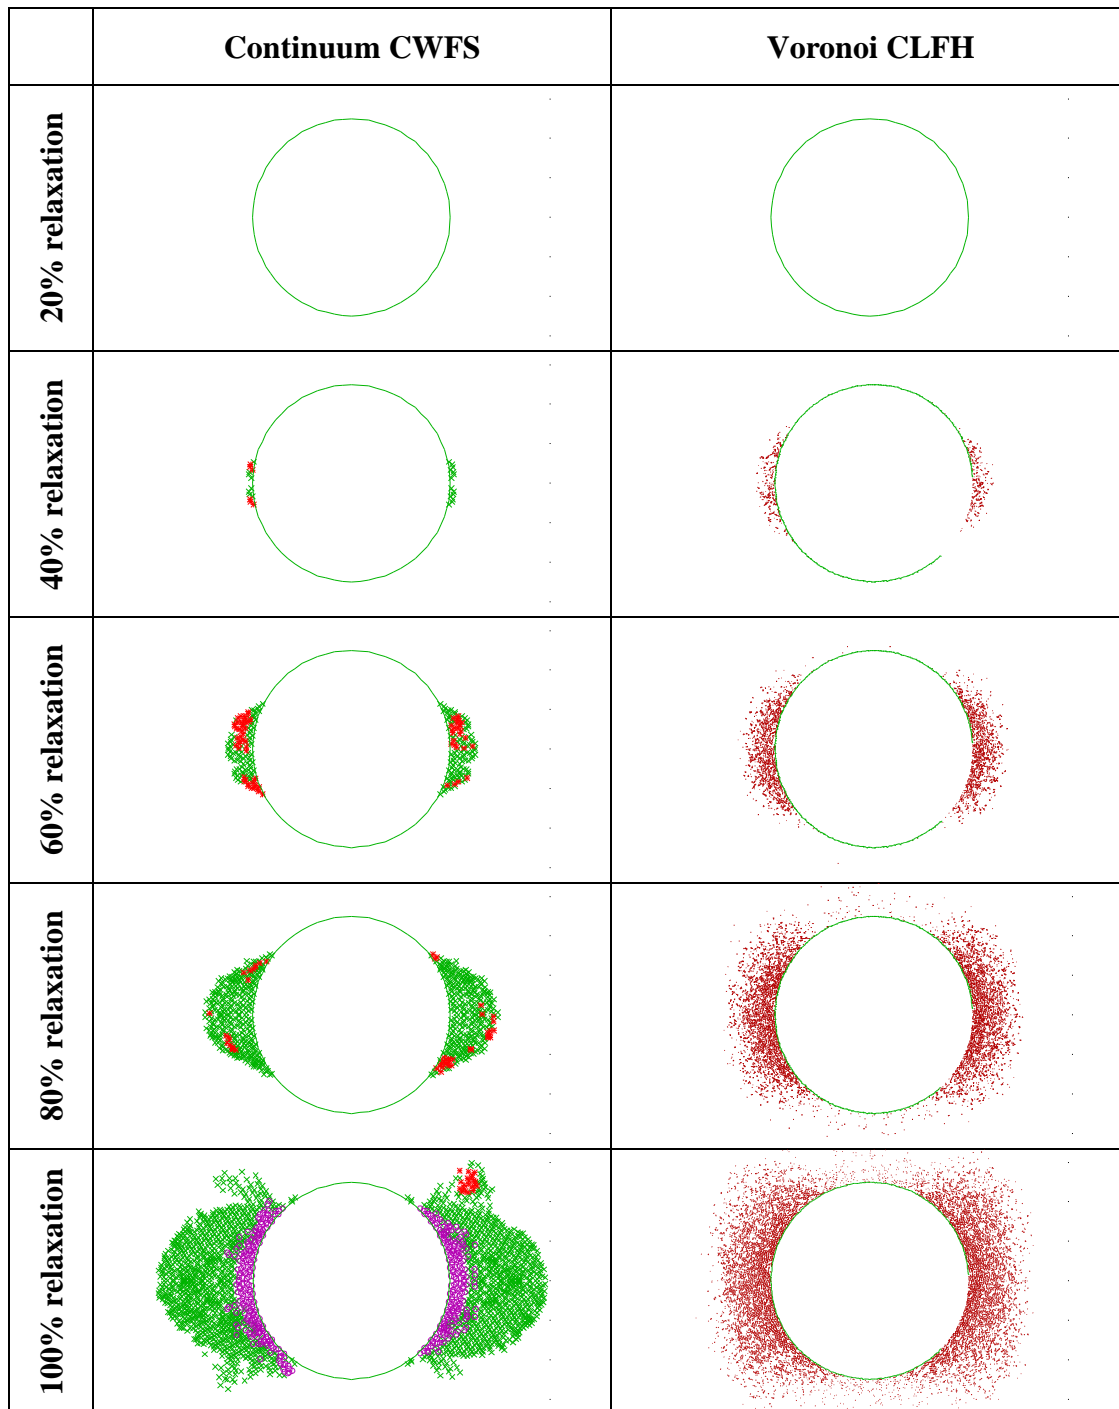 Continuum CWFS
Voronoi CLFH
20% relaxation
40% relaxation
60% relaxation
80% relaxation
100% relaxation